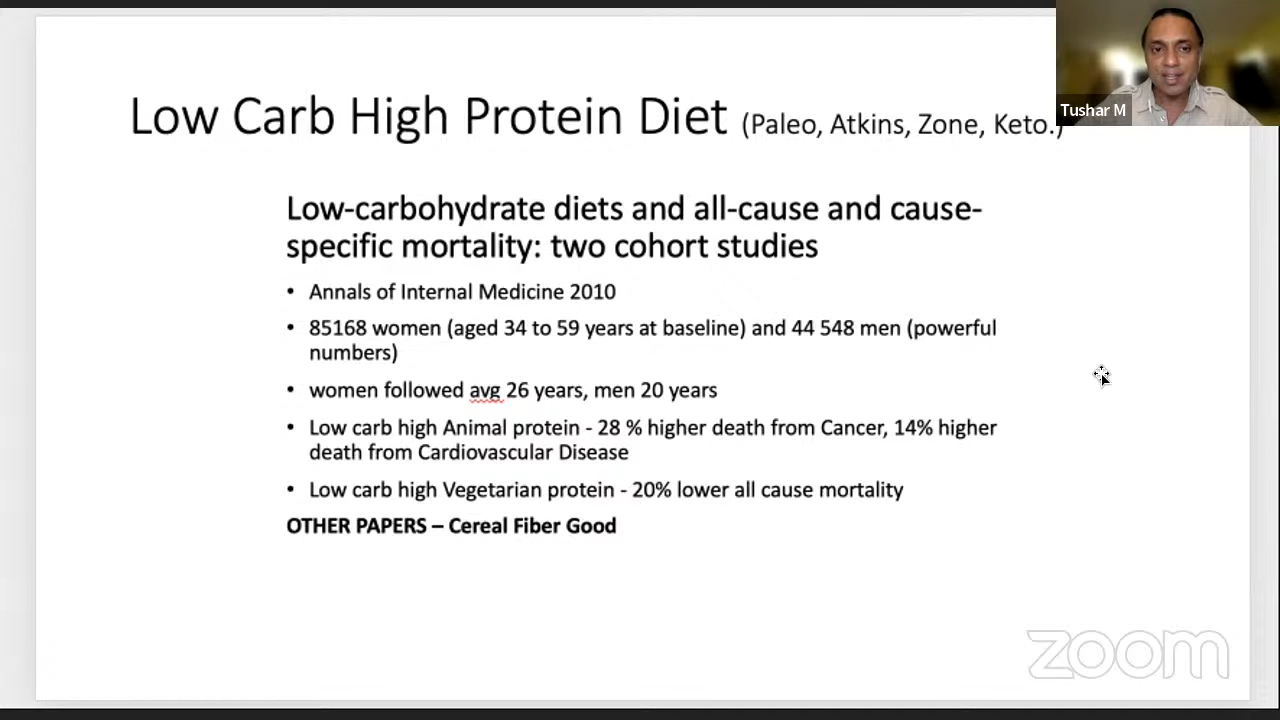 Low Carb High Protein Diet (Paleo, Atkins, Zone, Keto.)
Tushar M
Low-carbohydrate diets and all-cause and cause-
specific mortality: two cohort studies
• Annals of Internal Medicine 2010
• 85168 women (aged 34 to 59 years at baseline) and 44 548 men (powerful
numbers)
• women followed avg 26 years, men 20 years
• Low carb high Animal protein - 28 % higher death from Cancer, 14% higher
death from Cardiovascular Disease
• Low carb high Vegetarian protein - 20% lower all cause mortality
OTHER PAPERS – Cereal Fiber Good
zoom